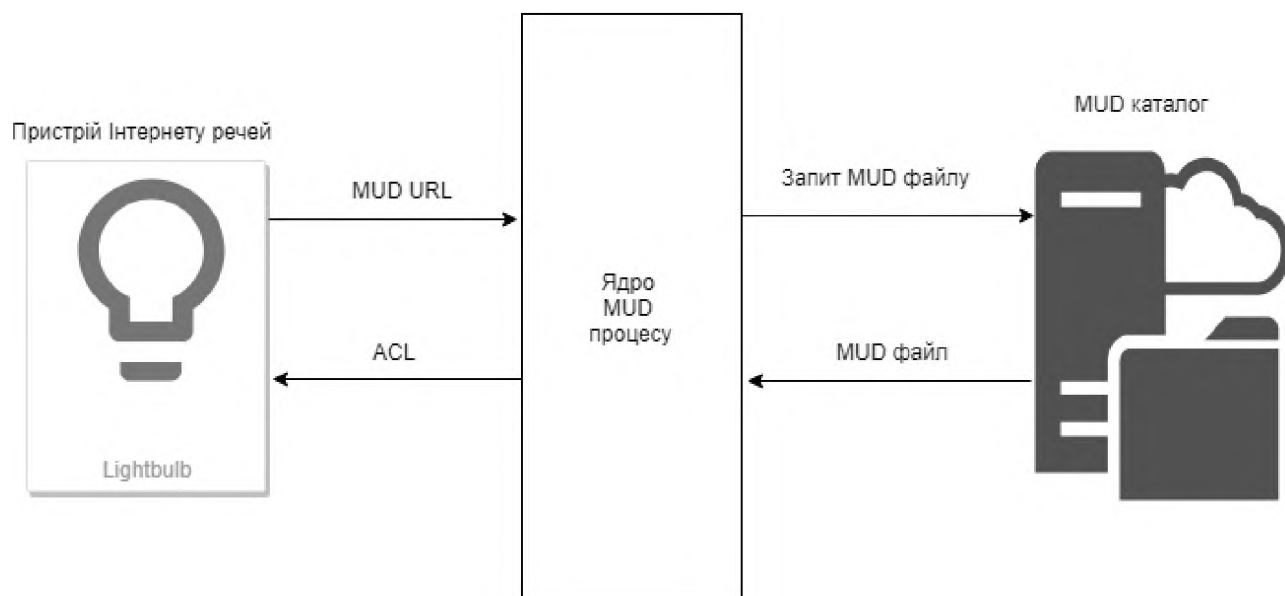 Пристрій Інтернету речей
Lightbulb
MUD URL
ACL
Ядро
MUD
процесу
Запит MUD файлу
MUD файл
MUD каталог